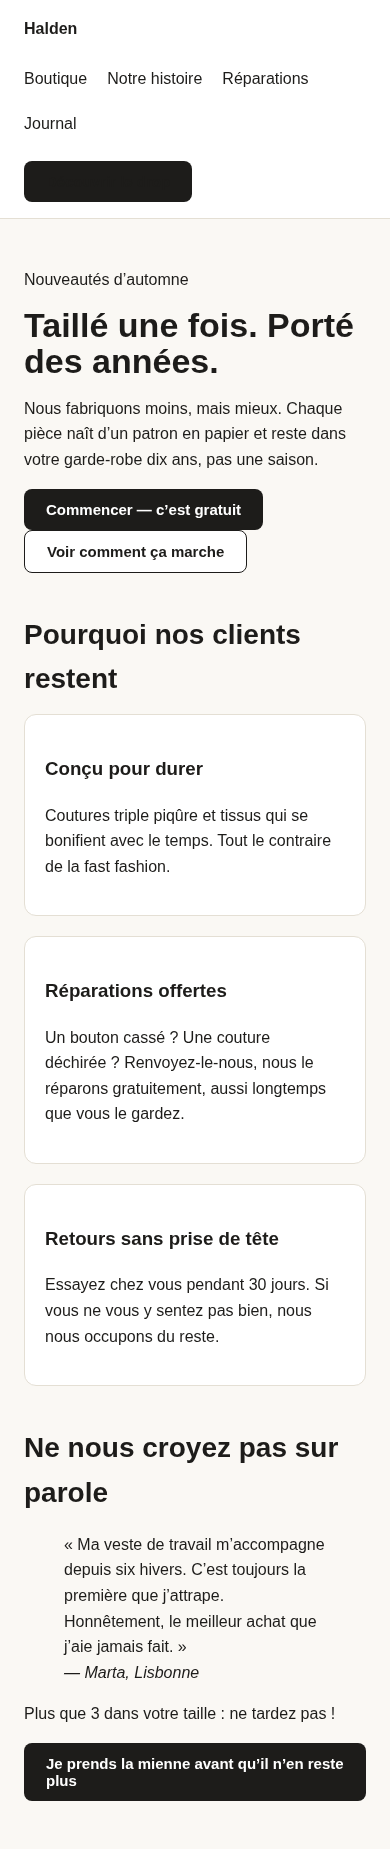 Halden
Boutique Notre histoire Réparations
Journal
Nouveautés d’automne
Taillé une fois. Porté
des années.
Nous fabriquons moins, mais mieux. Chaque
pièce naît d’un patron en papier et reste dans
votre garde-robe dix ans, pas une saison.
Commencer — c’est gratuit
Voir comment ça marche
Pourquoi nos clients
restent
Conçu pour durer
Coutures triple piqûre et tissus qui se
bonifient avec le temps. Tout le contraire
de la fast fashion.
Réparations offertes
Un bouton cassé ? Une couture
déchirée ? Renvoyez-le-nous, nous le
réparons gratuitement, aussi longtemps
que vous le gardez.
Retours sans prise de tête
Essayez chez vous pendant 30 jours. Si
vous ne vous y sentez pas bien, nous
nous occupons du reste.
Ne nous croyez pas sur
parole
« Ma veste de travail m’accompagne
depuis six hivers. C’est toujours la
première que j’attrape.
Honnêtement, le meilleur achat que
j’aie jamais fait. »
— Marta, Lisbonne
Plus que 3 dans votre taille : ne tardez pas !
Je prends la mienne avant qu’il n’en reste
plus